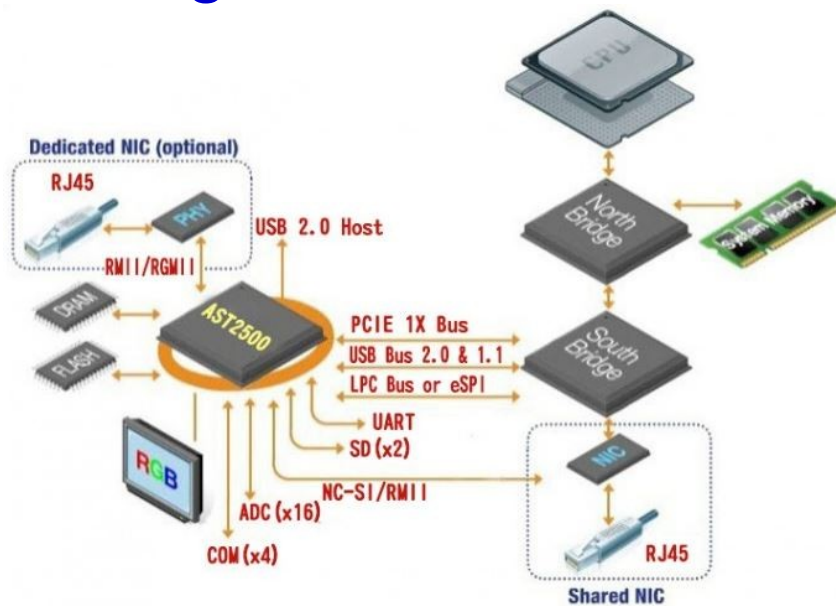 CPU
Dedicated NIC (optional)
RJ45
PHY
USB 2.0 Host
RMII/RGMII
North
Bridge
System Memory
DRAM
FLASH
AST2500
PCIE 1X Bus
USB Bus 2.0 & 1.1
LPC Bus or eSPI
South
Bridge
UART
SD(x2)
NC-SI/RMII
ADC(x16)
COM(x4)
RGB
NIC
RJ45
Shared NIC